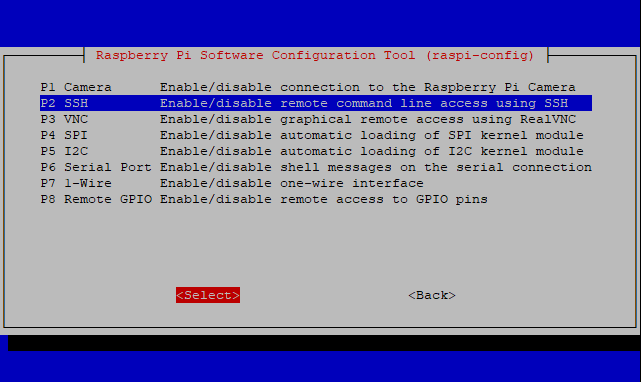 Raspberry Pi Software Configuration Tool (raspi-config)
P1 Camera Enable/disable connection to the Raspberry Pi Camera
P2 SSH Enable/disable remote command line access using SSH
P3 VNC Enable/disable graphical remote access using RealVNC
P4 SPI Enable/disable automatic loading of SPI kernel module
P5 I2C Enable/disable automatic loading of I2C kernel module
P6 Serial Port Enable/disable shell messages on the serial connection
P7 1-Wire Enable/disable one-wire interface
P8 Remote GPIO Enable/disable remote access to GPIO pins
<Select> <Back>